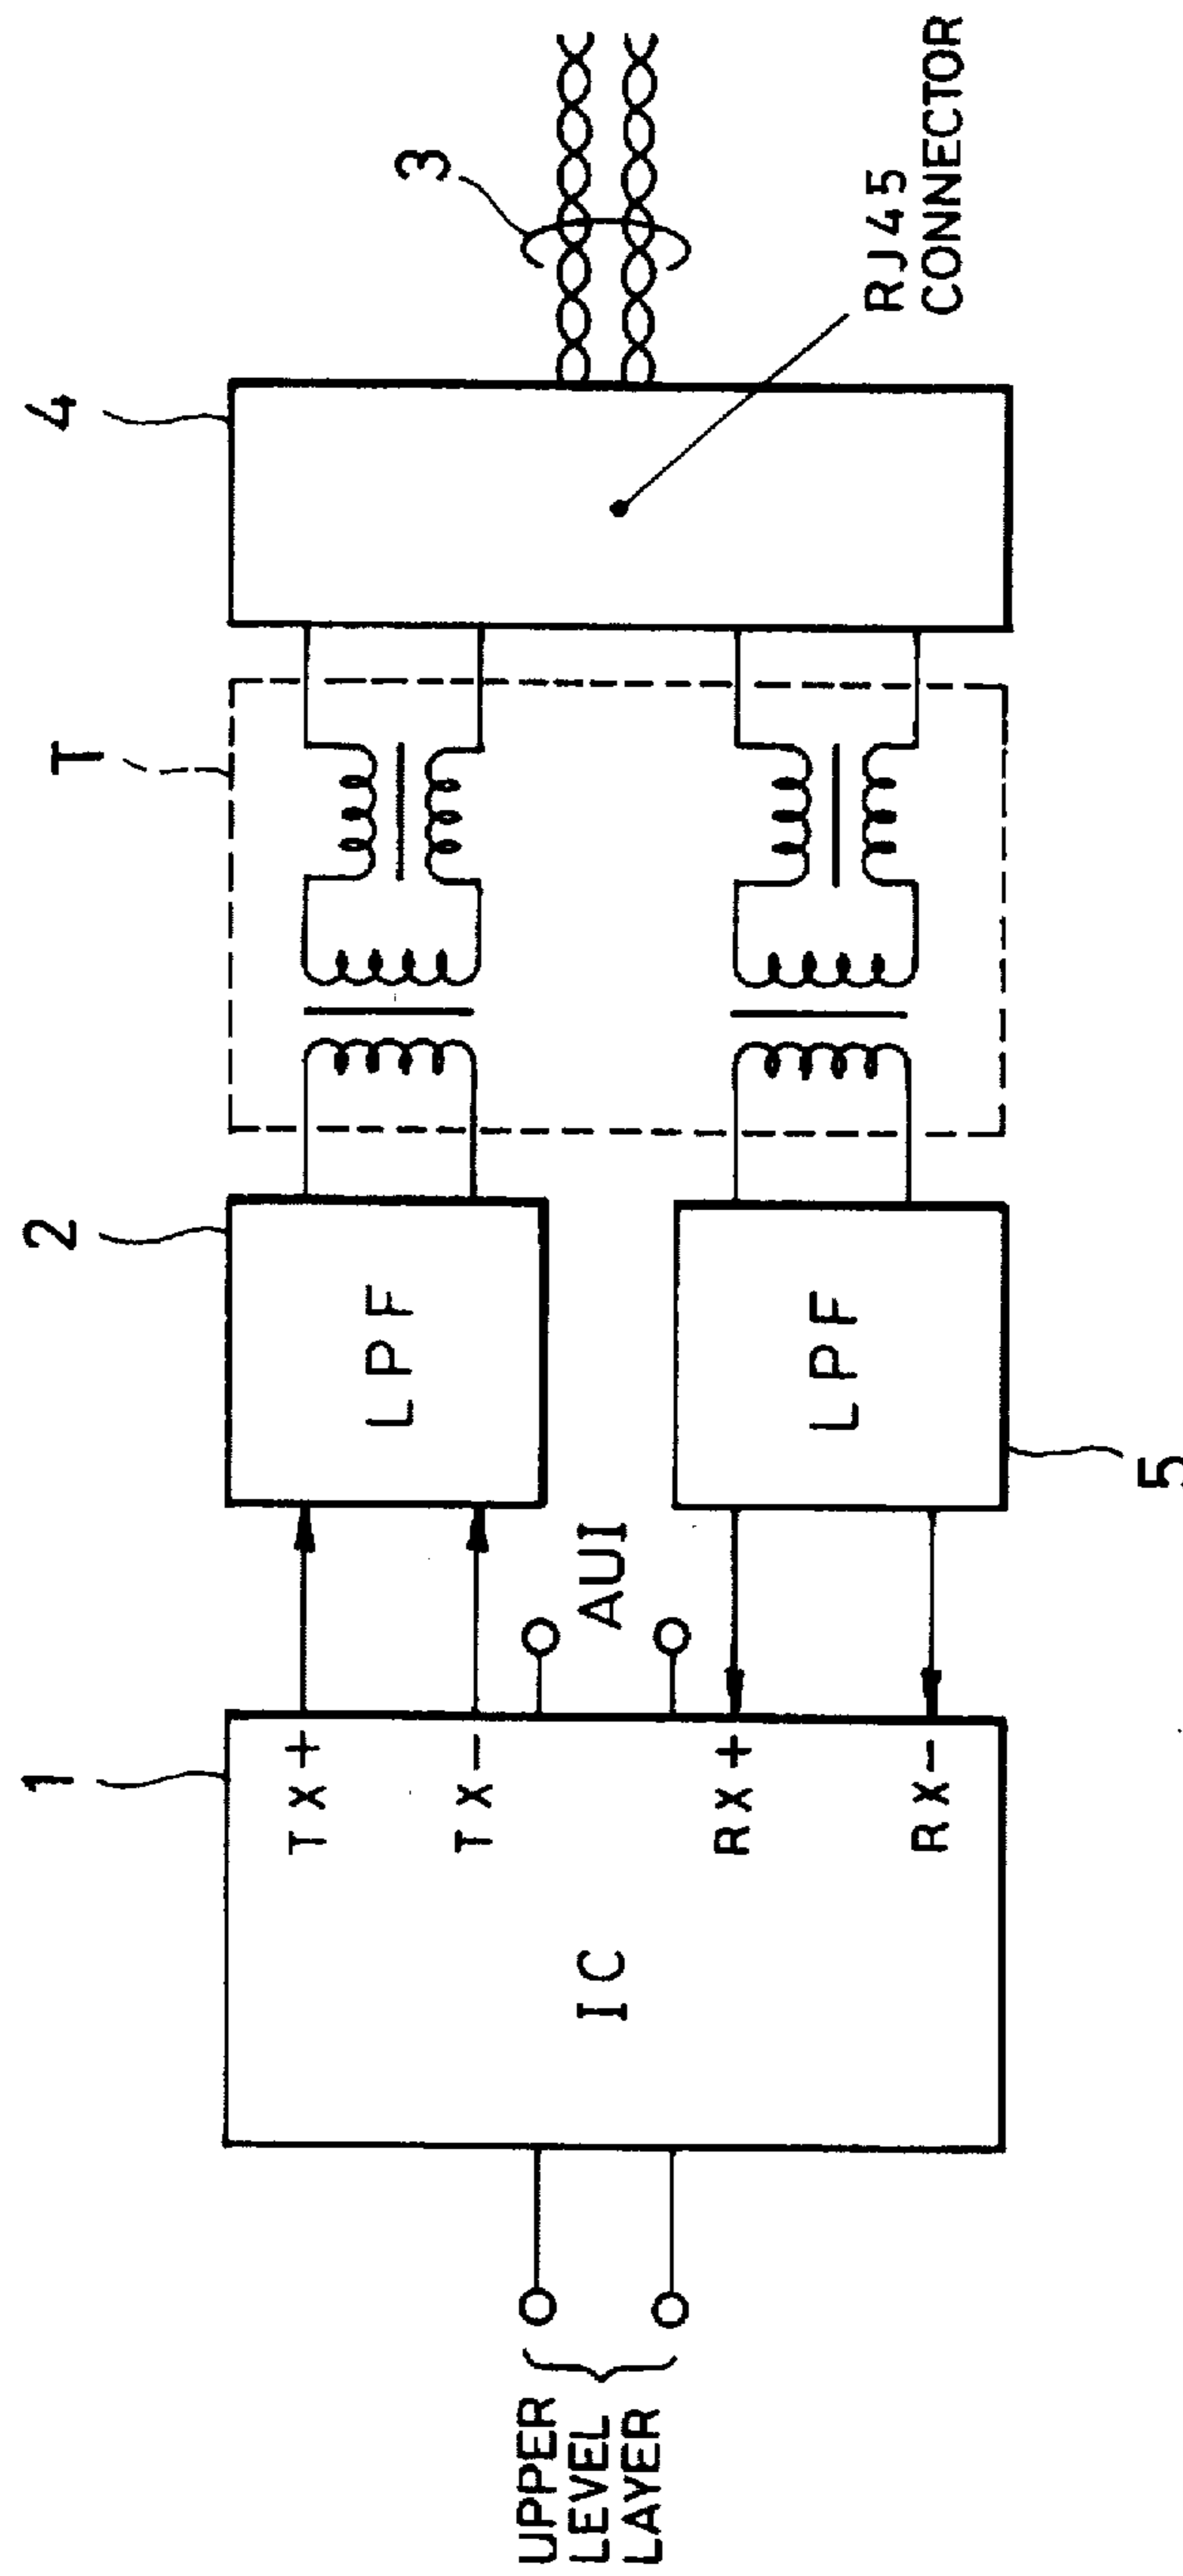 1
2
T
4
3
UPPER
LEVEL
LAYER
IC
TX+
TX-
AUI
RX+
RX-
LPF
LPF
5
RJ45
CONNECTOR